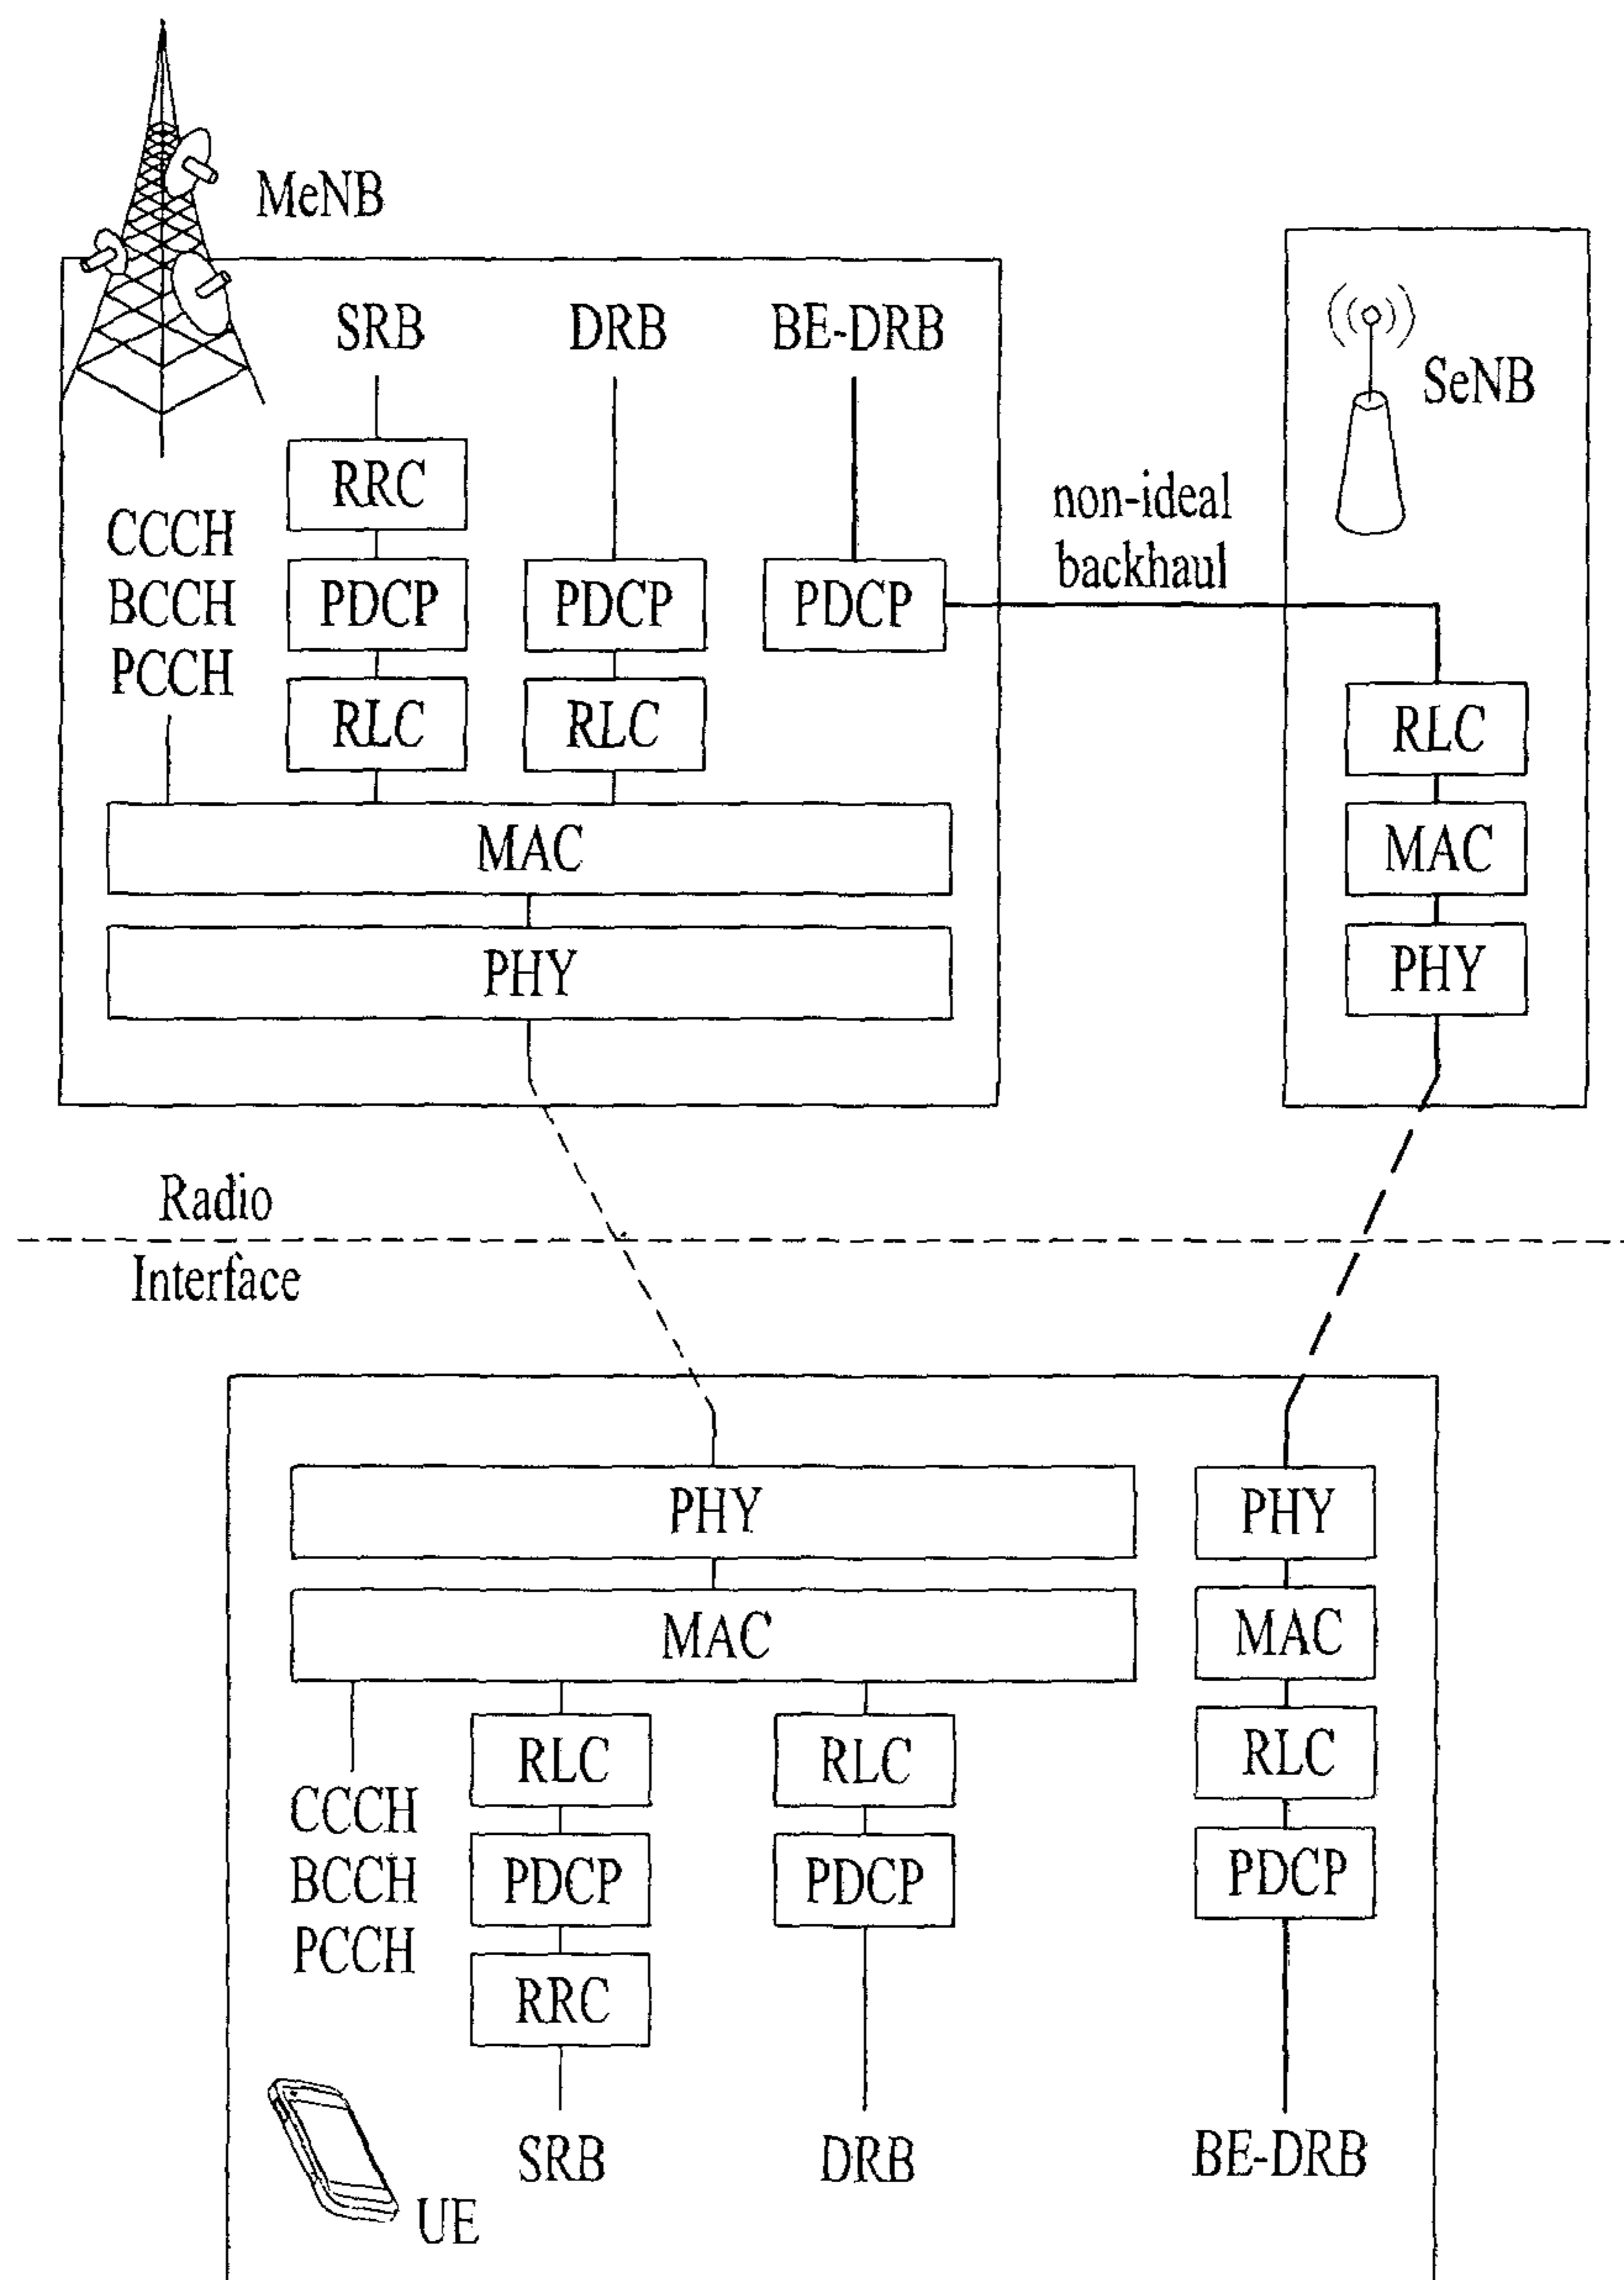 MeNB
SRB DRB BE-DRB
SeNB
RRC
non-ideal
backhaul
CCCH
BCCH
PCCH
PDCP PDCP PDCP
RLC RLC RLC
MAC MAC
PHY PHY
Radio
Interface
PHY PHY
MAC MAC
RLC RLC RLC
CCCH
BCCH
PCCH
PDCP PDCP PDCP
RRC
SRB DRB BE-DRB
UE